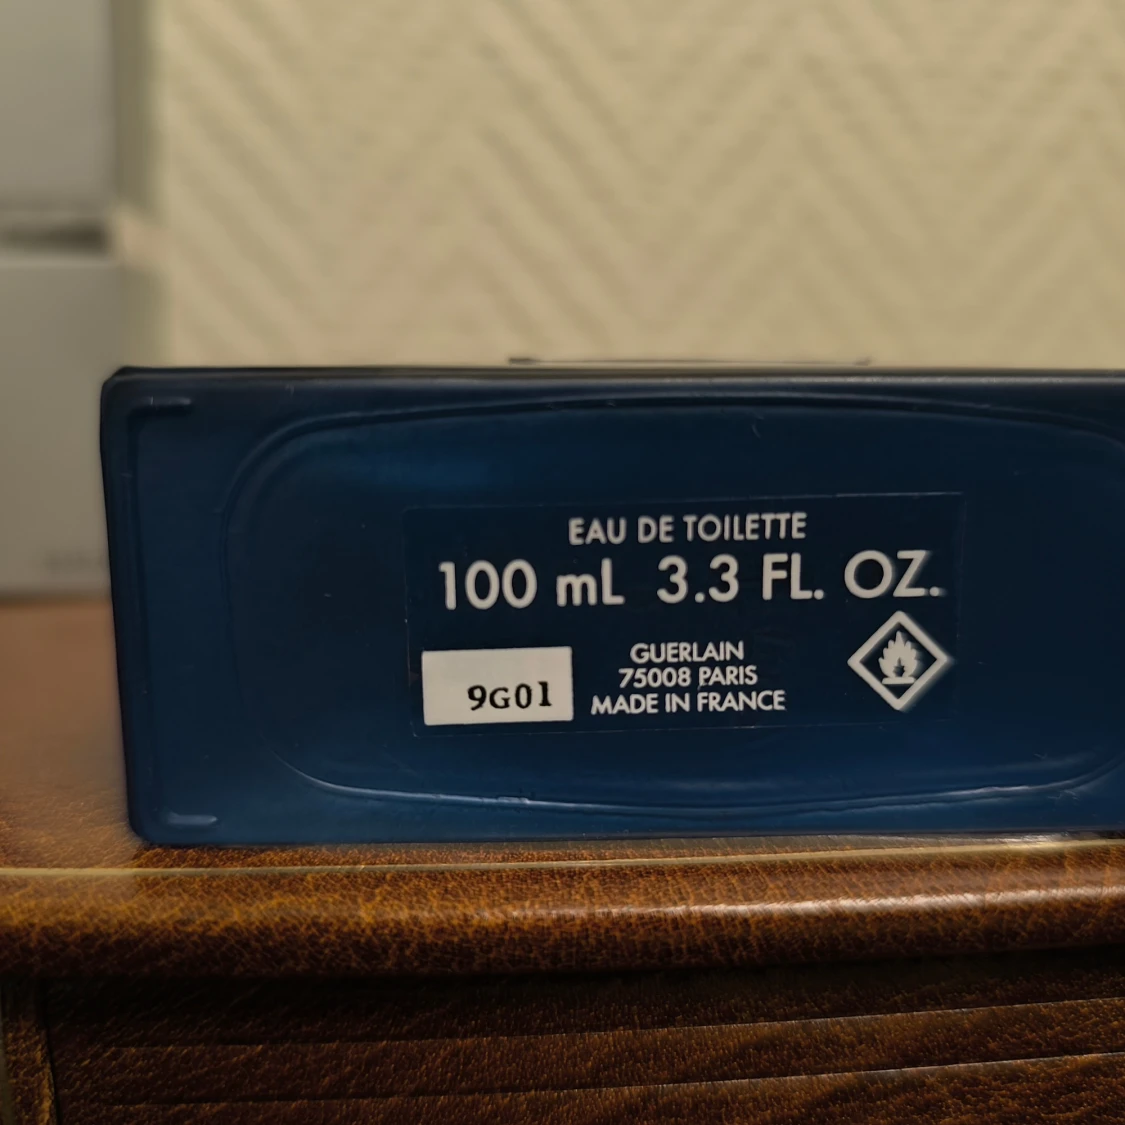 EAU DE TOILETTE
100 mL 3.3 FL. OZ.
GUERLAIN
75008 PARIS
MADE IN FRANCE
9G01